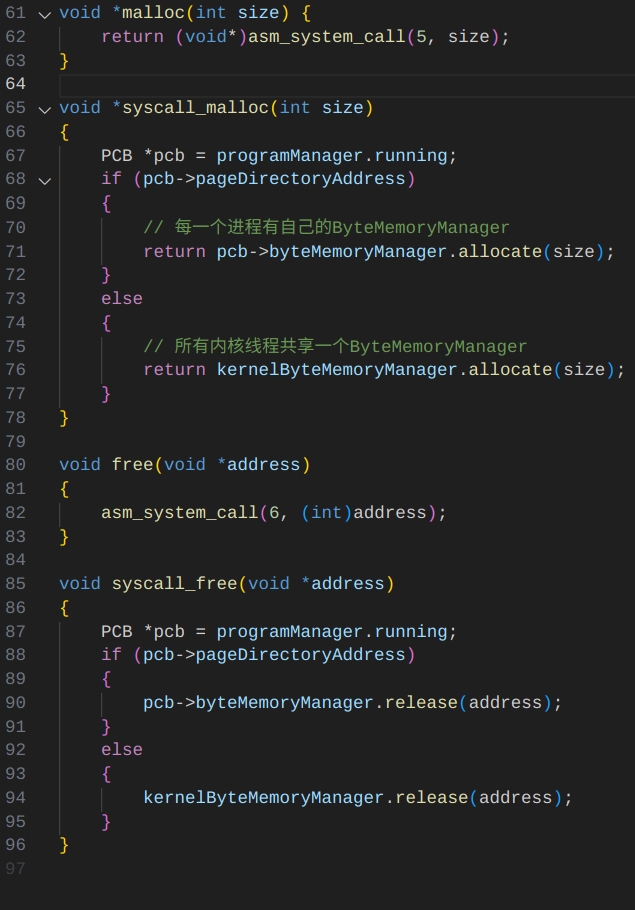 61 void *malloc(int size) {
62     return (void*)asm_system_call(5, size);
63 }
64
65 void *syscall_malloc(int size)
66 {
67     PCB *pcb = programManager.running;
68     if (pcb->pageDirectoryAddress)
69     {
70         // 每一个进程有自己的ByteMemoryManager
71         return pcb->byteMemoryManager.allocate(size);
72     }
73     else
74     {
75         // 所有内核线程共享一个ByteMemoryManager
76         return kernelByteMemoryManager.allocate(size);
77     }
78 }
79
80 void free(void *address)
81 {
82     asm_system_call(6, (int)address);
83 }
84
85 void syscall_free(void *address)
86 {
87     PCB *pcb = programManager.running;
88     if (pcb->pageDirectoryAddress)
89     {
90         pcb->byteMemoryManager.release(address);
91     }
92     else
93     {
94         kernelByteMemoryManager.release(address);
95     }
96 }
97